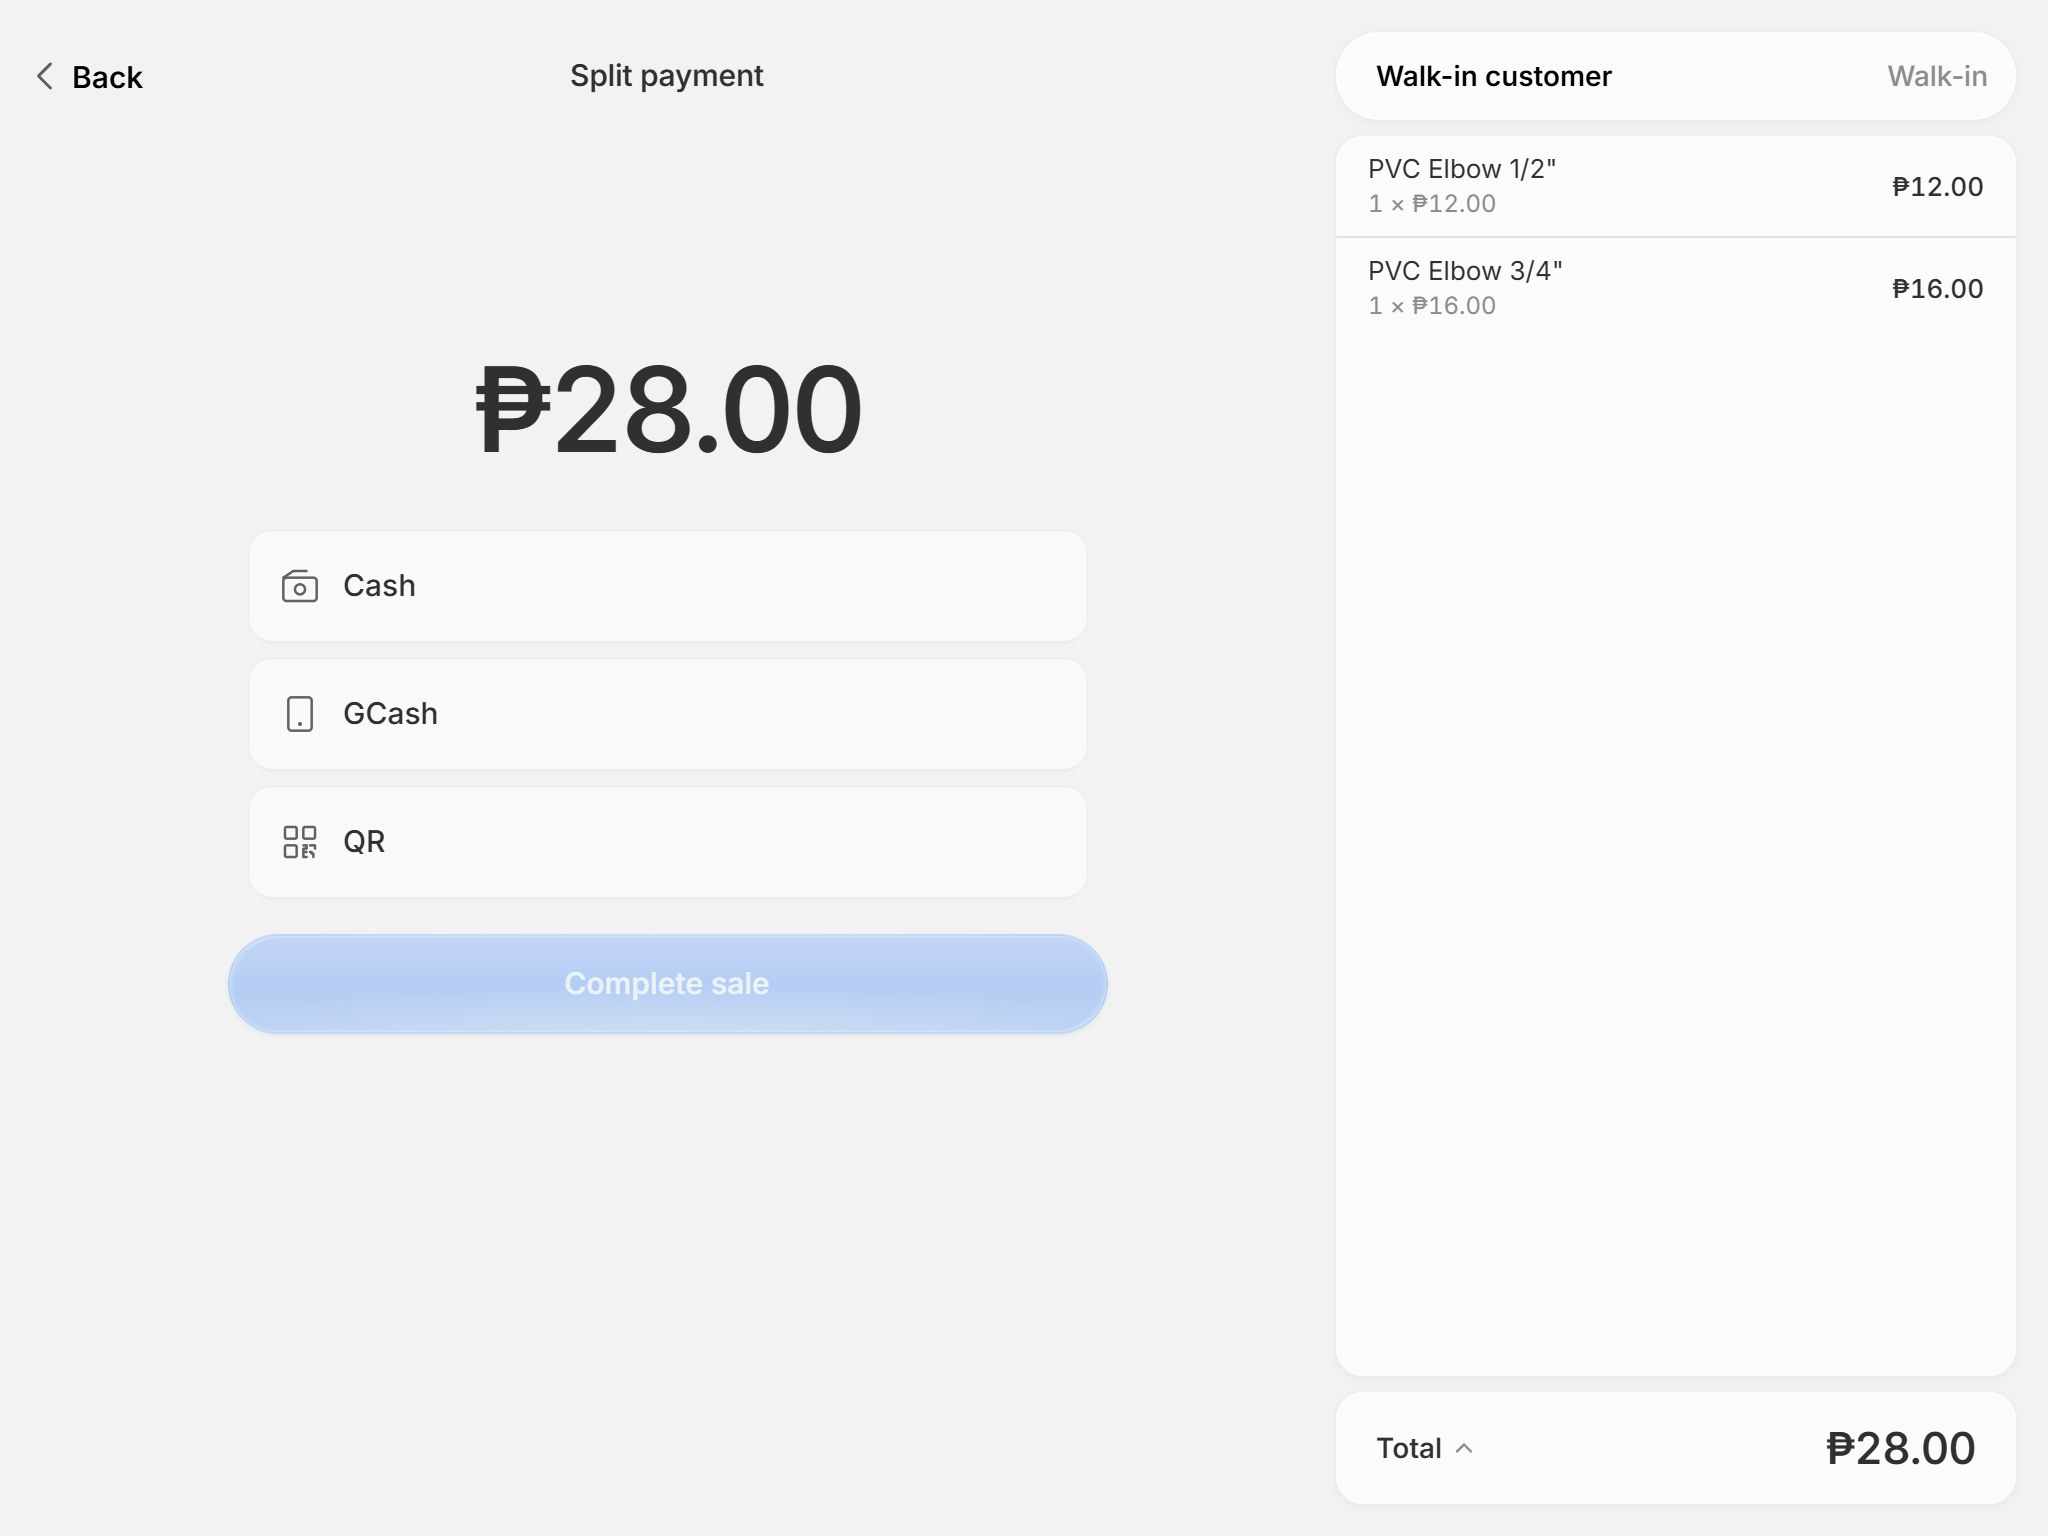 Back
Split payment
₱28.00
Cash
GCash
QR
Complete sale
Walk-in customer Walk-in
PVC Elbow 1/2" ₱12.00
1 × ₱12.00
PVC Elbow 3/4" ₱16.00
1 × ₱16.00
Total ₱28.00